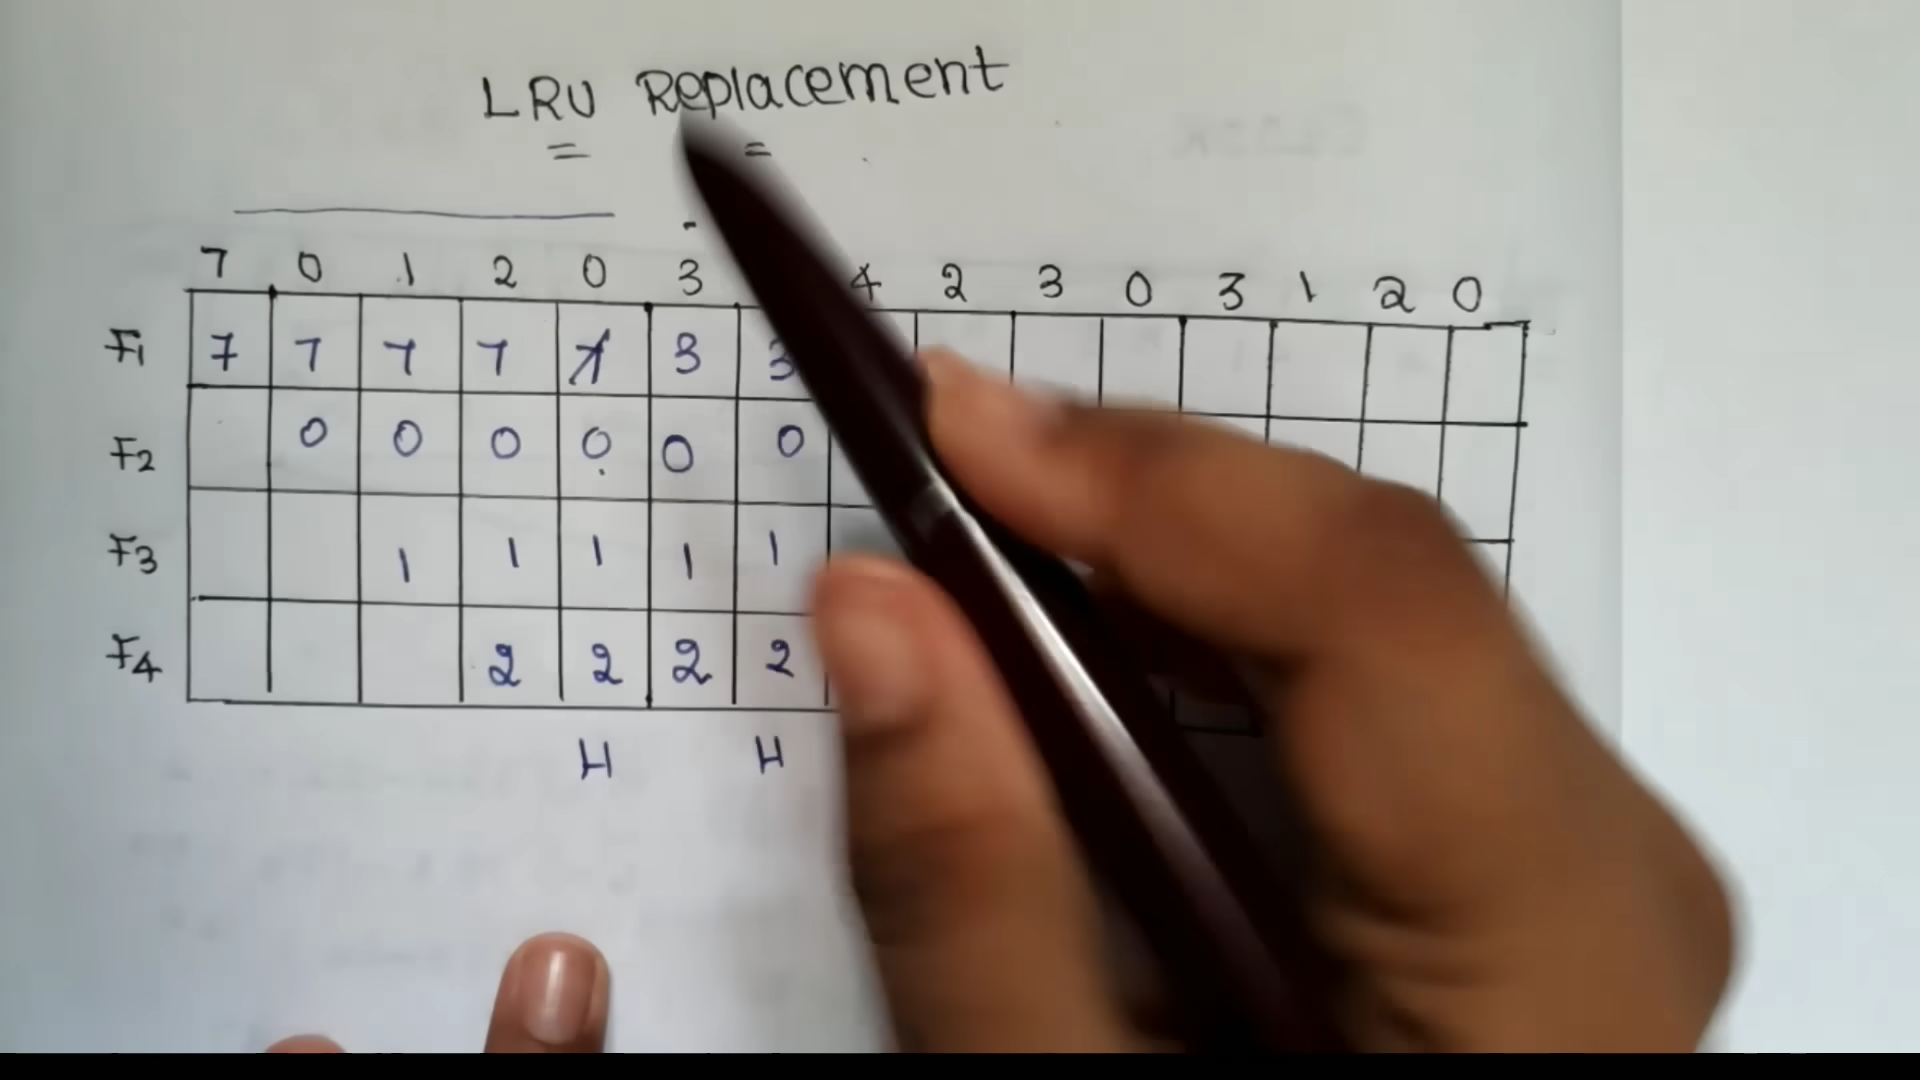 LRU Replacement
7 0 1 2 0 3 4 2 3 0 3 1 2 0
F1 7 7 7 7 7 3 3
F2 0 0 0 0 0 0
F3 1 1 1 1 1
F4 2 2 2 2
H H